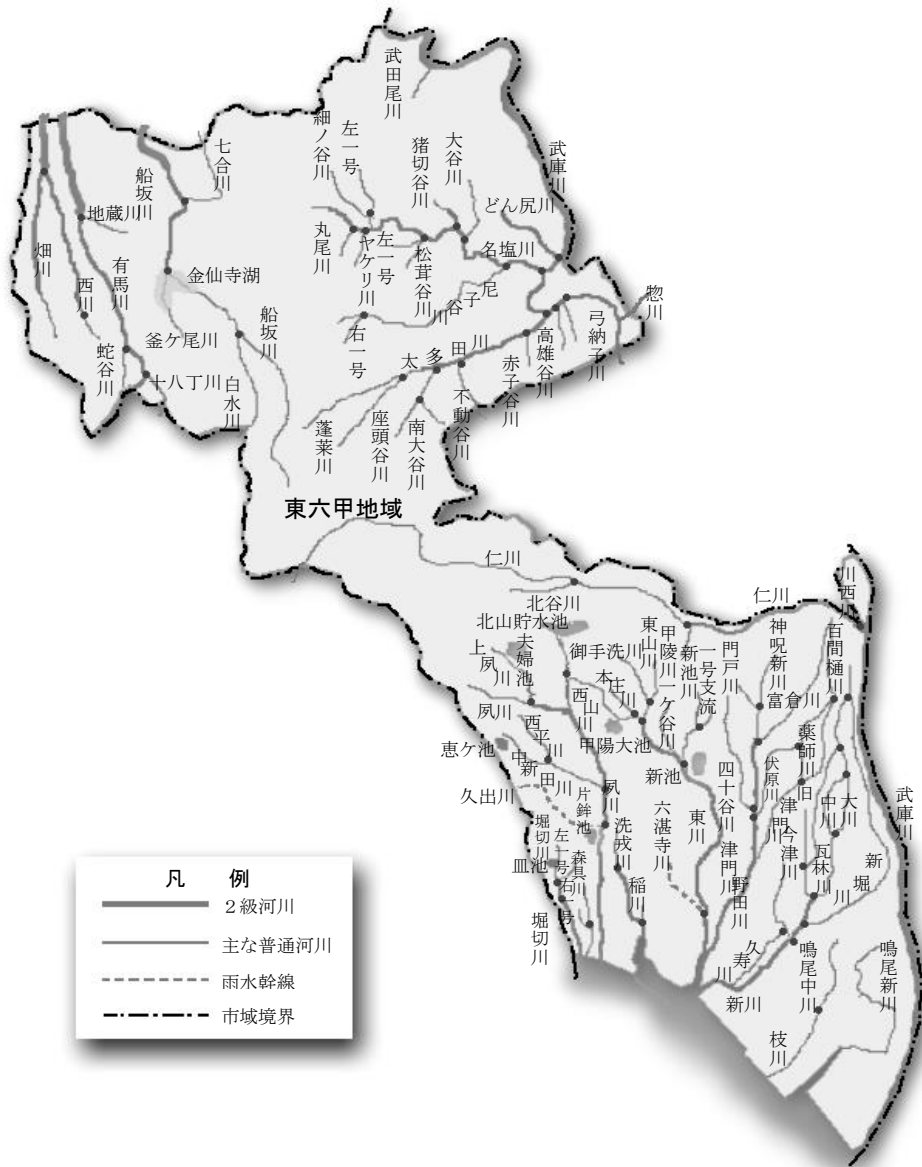 武田尾川
細ノ谷川
左一号
猪切谷川
大谷川
武庫川
七合川
船坂川
どん尻川
地蔵川
丸尾川
ヤケリ川
左一号
松茸谷川
名塩川
畑川
西川
有馬川
金仙寺湖
尼子谷川
惣川
船坂川
釜ケ尾川
右一号
弓納子川
高雄谷川
太多田川
赤子谷川
蛇谷川
十八丁川
白水川
不動谷川
蓬莱川
座頭谷川
南大谷川
東六甲地域
仁川
川西川
仁川
北谷川
北山貯水池
百間樋川
神呪新川
門戸川
新池川一号支流
甲陵川
東山川
御手洗川
夫婦池
上夙川
本庄川
富倉川
一ケ谷川
西山川
夙川
甲陽大池
薬師川
西平川
恵ケ池
中新田川
新池
伏原川
四十谷川
旧津門川
大川
中川
武庫川
久出川
片鉾池
夙川
洗戎川
六湛寺川
東川
今津川
瓦林川
新堀川
堀切川
左一号
右一号
森具川
皿池
津門川
野田川
稲川
堀切川
久寿川
新川
鳴尾中川
鳴尾新川
枝川
凡 例
２級河川
主な普通河川
雨水幹線
市域境界